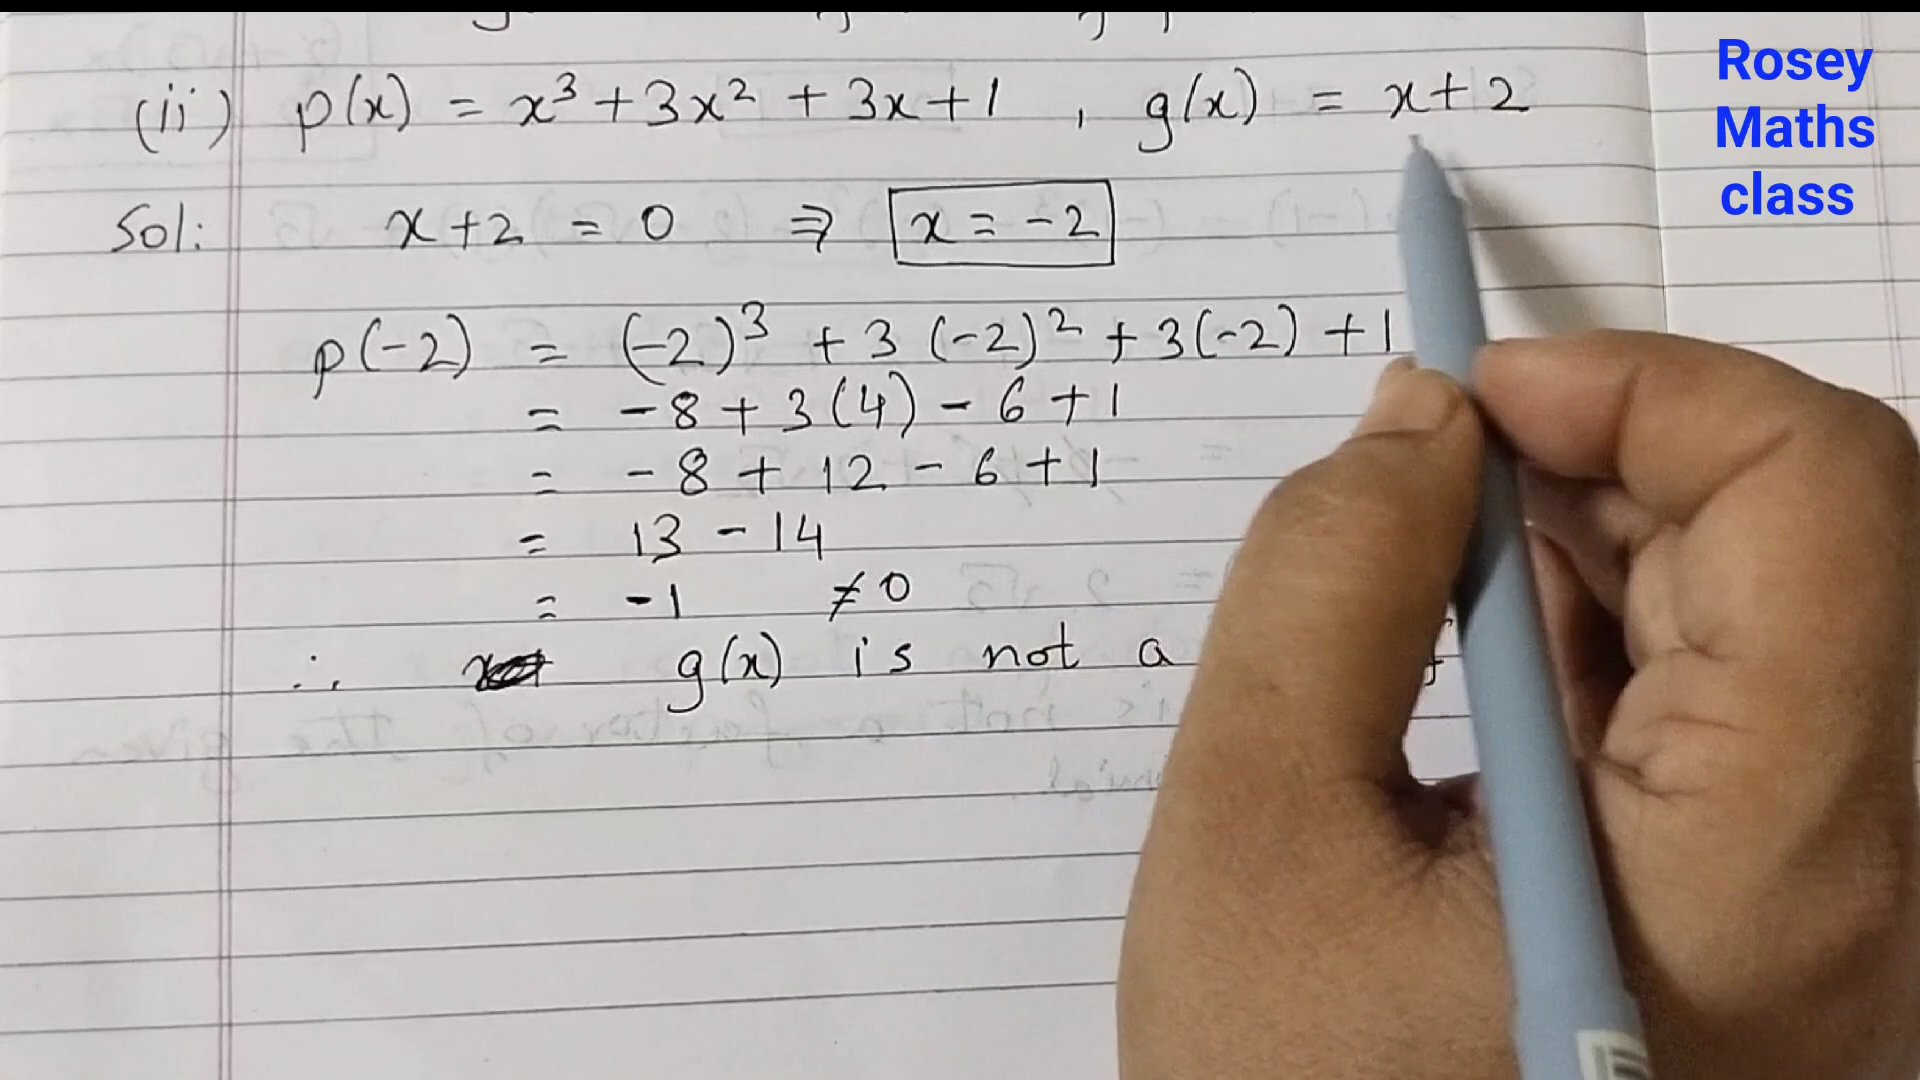 (ii) p(x) = x³ + 3x² + 3x + 1 , g(x) = x + 2
Sol: x + 2 = 0 ⇒ x = -2
p(-2) = (-2)³ + 3 (-2)² + 3(-2) + 1
= -8 + 3(4) - 6 + 1
= -8 + 12 - 6 + 1
= 13 - 14
= -1 ≠ 0
∴ g(x) is not a
Rosey
Maths
class